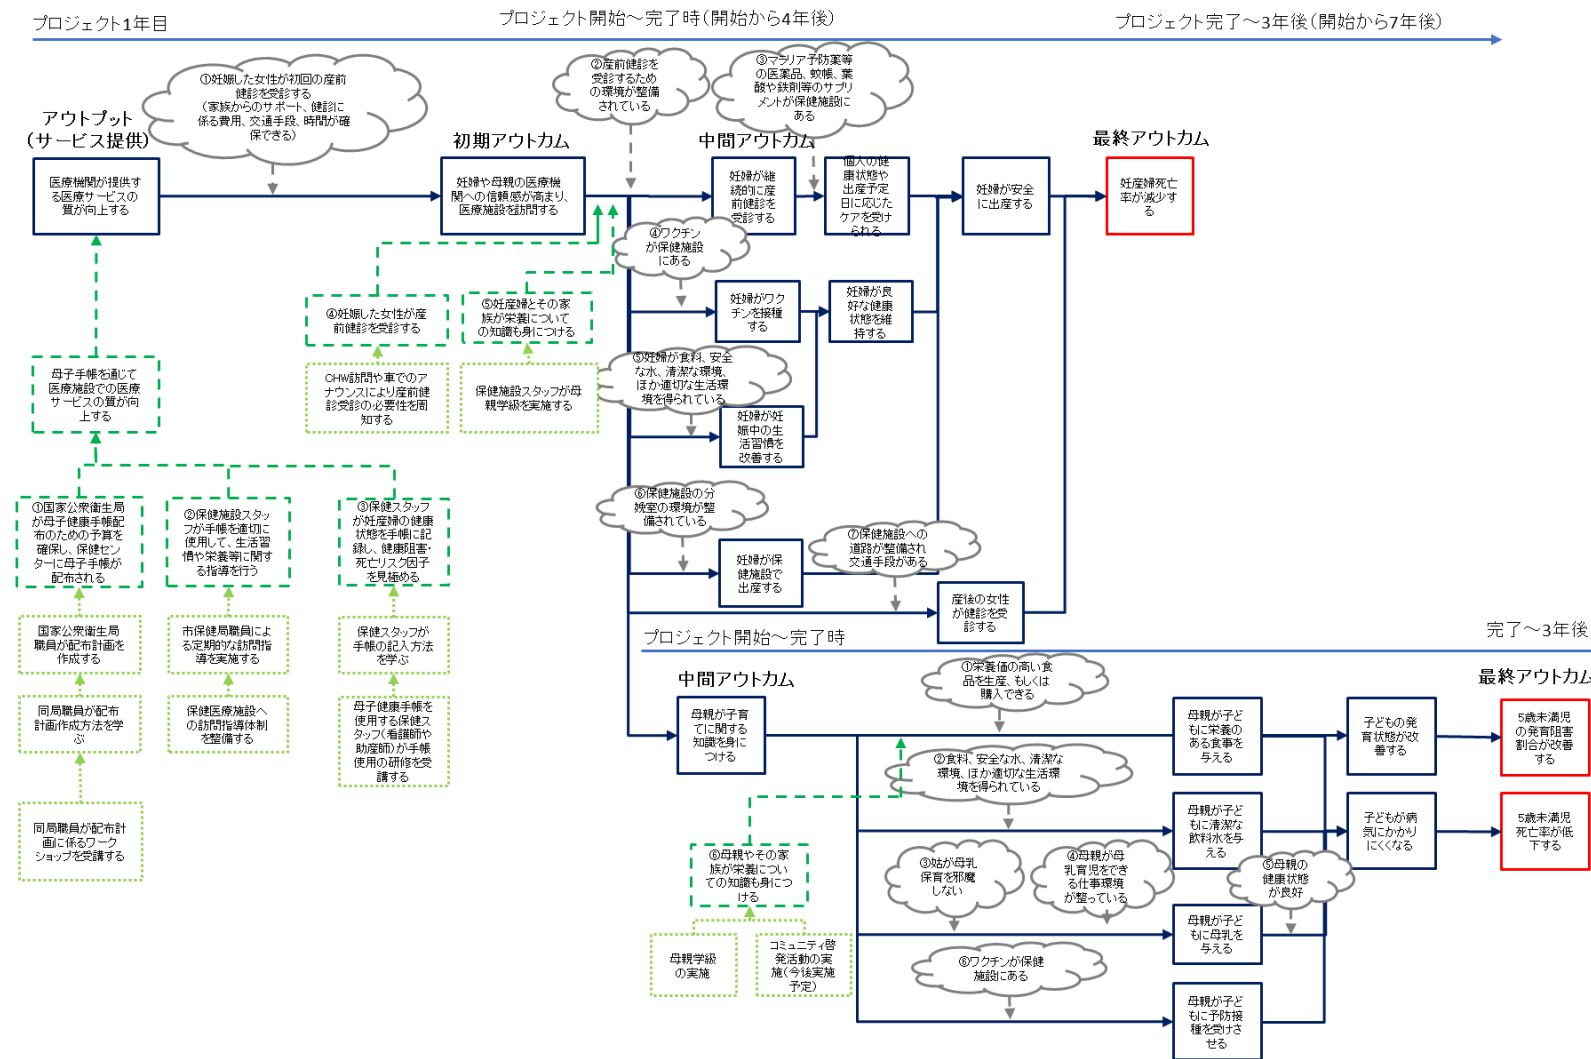 プロジェクト1年目
プロジェクト開始～完了時(開始から4年後)
プロジェクト完了～3年後(開始から7年後)
①妊娠した女性が初回の産前
健診を受診する
(家族からのサポート、健診に
係る費用、交通手段、時間が確
保できる)
②産前健診を
受診するため
の環境が整備
されている
③マラリア予防薬等
の医薬品、蚊帳、葉
酸や鉄剤等のサプリ
メントが保健施設に
ある
アウトプット
(サービス提供)
初期アウトカム
中間アウトカム
最終アウトカム
医療機関が提供す
る医療サービスの
質が向上する
妊婦や母親の医療機
関への信頼感が高まり、
医療施設を訪問する
妊婦が継
続的に産
前健診を
受診する
個人の健
康状態や
出産予定
日に応じた
ケアを受け
られる
妊婦が安全
に出産する
妊産婦死亡
率が減少す
る
④ワクチン
が保健施設
にある
④妊娠した女性が産
前健診を受診する
⑤妊産婦とその家
族が栄養について
の知識も身につける
妊婦がワク
チンを接種
する
妊婦が良
好な健康
状態を維
持する
CHW訪問や車でのア
ナウンスにより産前健
診受診の必要性を周
知する
保健施設スタッフが母
親学級を実施する
⑤妊婦が食料、安全
な水、清潔な環境、
ほか適切な生活環
境を得られている
妊婦が妊
娠中の生
活習慣を
改善する
母子手帳を通じて
医療施設での医療
サービスの質が向
上する
⑥保健施設の分
娩室の環境が整
備されている
①国家公衆衛生局
が母子健康手帳配
布のための予算を
確保し、保健セン
ターに母子手帳が
配布される
②保健施設スタッ
フが手帳を適切に
使用して、生活習
慣や栄養等に関す
る指導を行う
③保健スタッフ
が妊産婦の健康
状態を手帳に記
録し、健康阻害・
死亡リスク因子
を見極める
⑦保健施設への
道路が整備され
交通手段がある
妊婦が保
健施設で
出産する
産後の女性
が健診を受
診する
国家公衆衛生局
職員が配布計画を
作成する
市保健局職員によ
る定期的な訪問指
導を実施する
保健スタッフが
手帳の記入方法
を学ぶ
同局職員が配布
計画作成方法を学
ぶ
保健医療施設へ
の訪問指導体制
を整備する
母子健康手帳を
使用する保健ス
タッフ(看護師や
助産師)が手帳
使用の研修を受
講する
同局職員が配布計
画に係るワーク
ショップを受講する
プロジェクト開始～完了時
完了～3年後
中間アウトカム
最終アウトカム
①栄養価の高い食
品を生産、もしくは
購入できる
母親が子育
てに関する
知識を身に
つける
母親が子ど
もに栄養の
ある食事を
与える
子どもの発
育状態が改
善する
5歳未満児
の発育阻害
割合が改善
する
②食料、安全な水、清潔な
環境、ほか適切な生活環
境を得られている
母親が子ど
もに清潔な
飲料水を与
える
子どもが病
気にかかり
にくくなる
5歳未満児
死亡率が低
下する
⑥母親やその家
族が栄養につい
ての知識も身につ
ける
③姑が母乳
保育を邪魔
しない
④母親が母
乳育児をでき
る仕事環境
が整っている
⑤母親の
健康状態
が良好
母親が子ど
もに母乳を
与える
母親学級
の実施
コミュニティ啓
発活動の実
施(今後実施
予定)
⑥ワクチンが保健
施設にある
母親が子ど
もに予防接
種を受けさ
せる